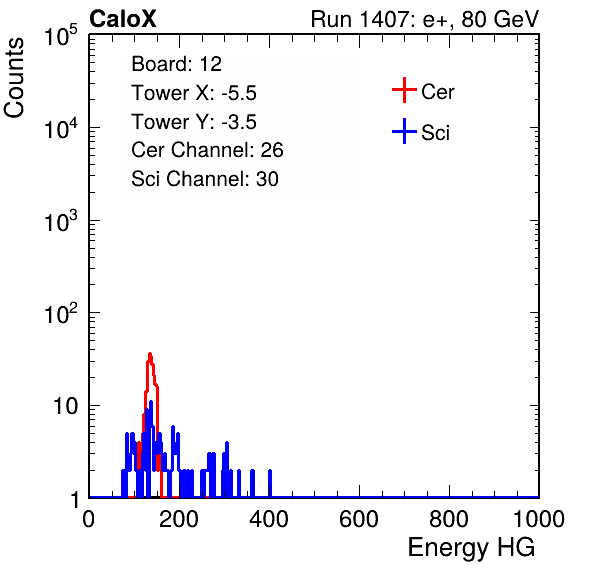 CaloX Run 1407: e+, 80 GeV
Counts
10^5
10^4
10^3
10^2
10
1
Board: 12
Tower X: -5.5
Tower Y: -3.5
Cer Channel: 26
Sci Channel: 30
Cer
Sci
0 200 400 600 800 1000
Energy HG